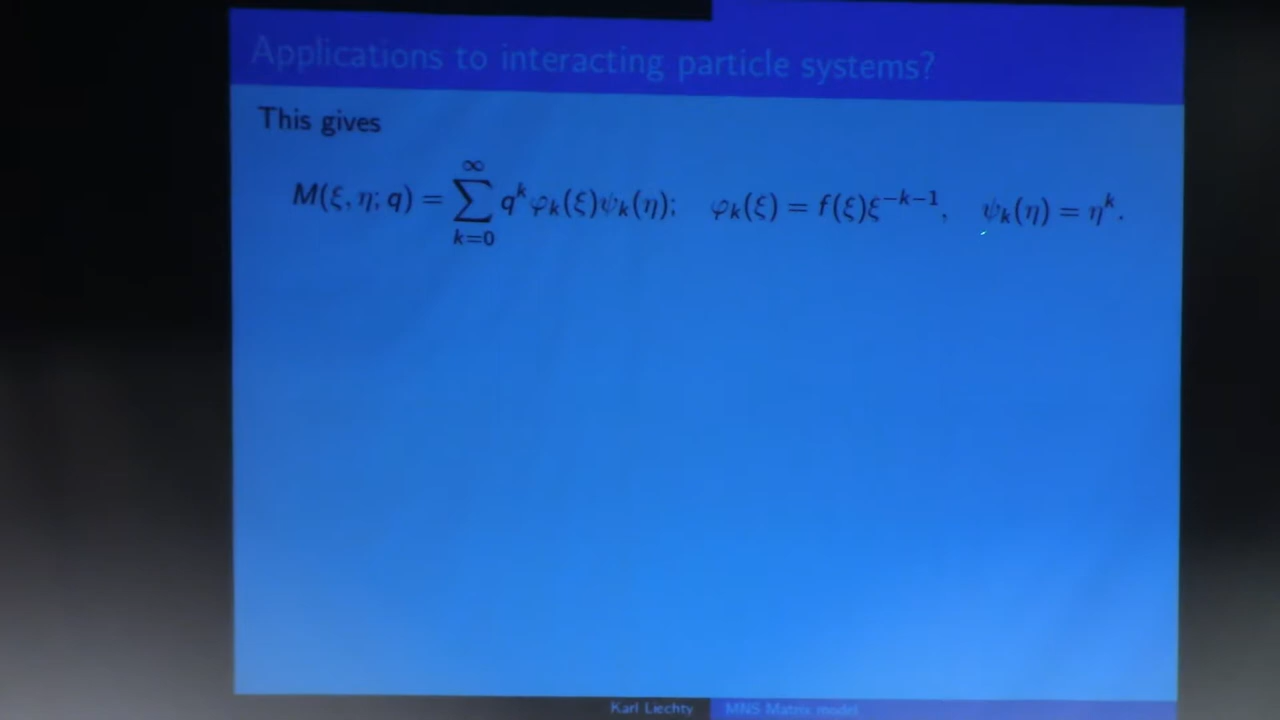 Applications to interacting particle systems?
This gives
M(ξ, η; q) = ∑_{k=0}^{∞} q^k φ_k(ξ)ψ_k(η);   φ_k(ξ) = f(ξ)ξ^{−k−1},   ψ_k(η) = η^k.
Karl Liechty   MNS Matrix model